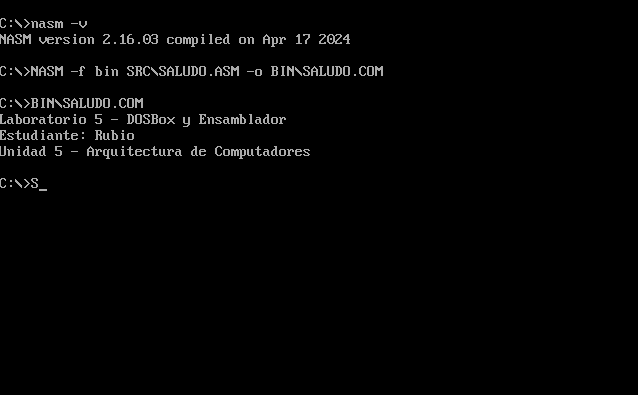 C:\>nasm -v
NASM version 2.16.03 compiled on Apr 17 2024
C:\>NASM -f bin SRC\SALUDO.ASM -o BIN\SALUDO.COM
C:\>BIN\SALUDO.COM
Laboratorio 5 - DOSBox y Ensamblador
Estudiante: Rubio
Unidad 5 - Arquitectura de Computadores
C:\>S_